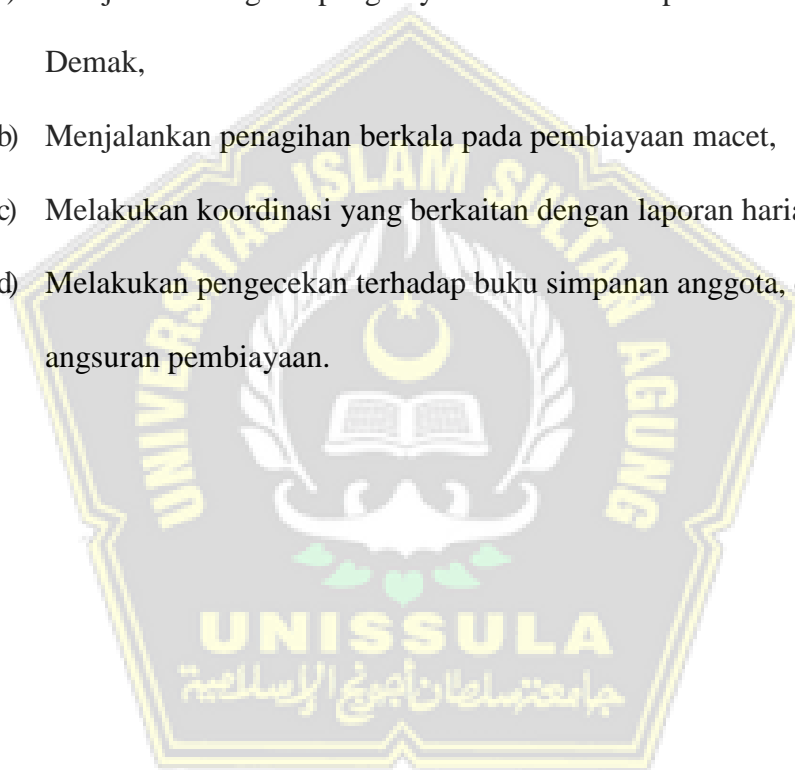 Demak,
b) Menjalankan penagihan berkala pada pembiayaan macet,
c) Melakukan koordinasi yang berkaitan dengan laporan haria
d) Melakukan pengecekan terhadap buku simpanan anggota,
angsuran pembiayaan.
UNIVERSITAS ISLAM SULTAN AGUNG
UNISSULA
جامعة سلطان أجونج الإسلامية